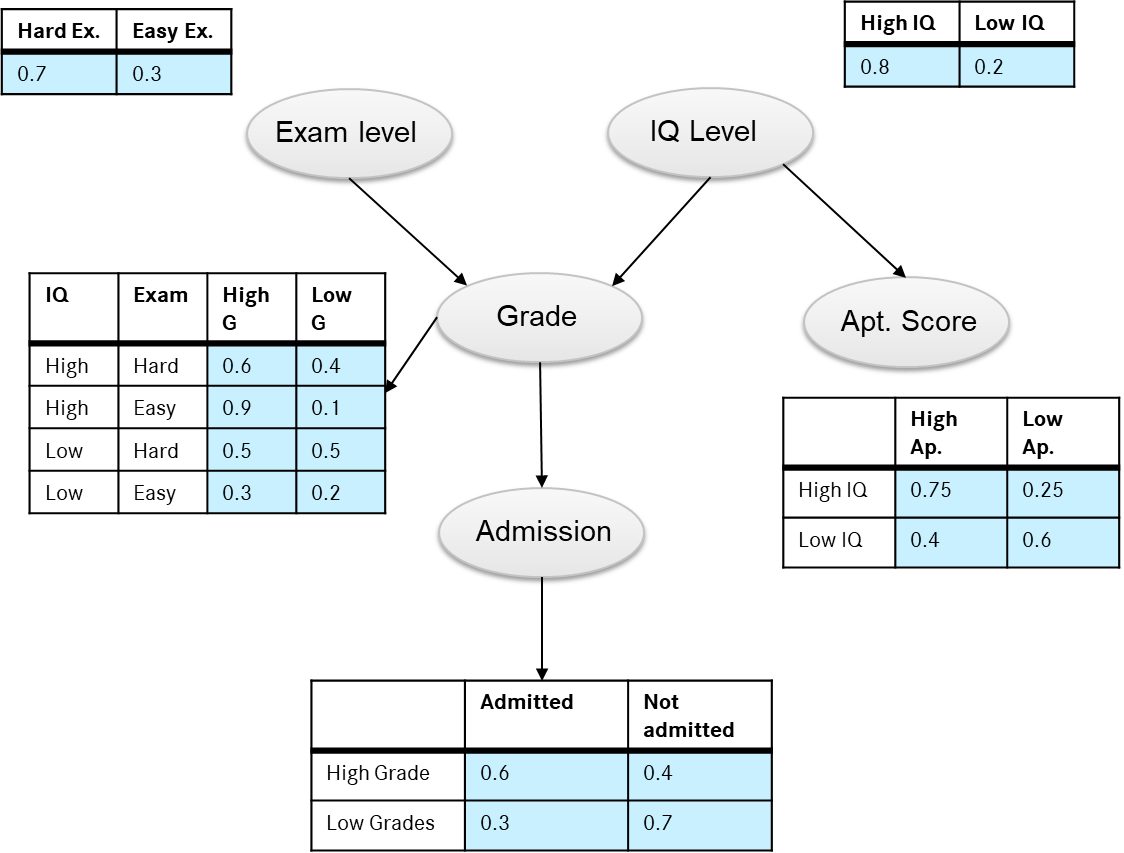 Hard Ex. Easy Ex.
0.7 0.3
High IQ Low IQ
0.8 0.2
Exam level
IQ Level
IQ Exam High G Low G
High Hard 0.6 0.4
High Easy 0.9 0.1
Low Hard 0.5 0.5
Low Easy 0.3 0.2
Grade
Apt. Score
High Ap. Low Ap.
High IQ 0.75 0.25
Low IQ 0.4 0.6
Admission
Admitted Not admitted
High Grade 0.6 0.4
Low Grades 0.3 0.7